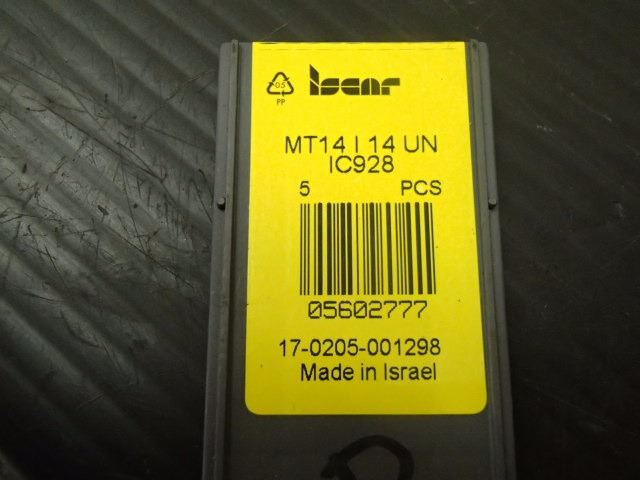 05
PP
iscar
MT14 I 14 UN
IC928
5 PCS
05602777
17-0205-001298
Made in Israel